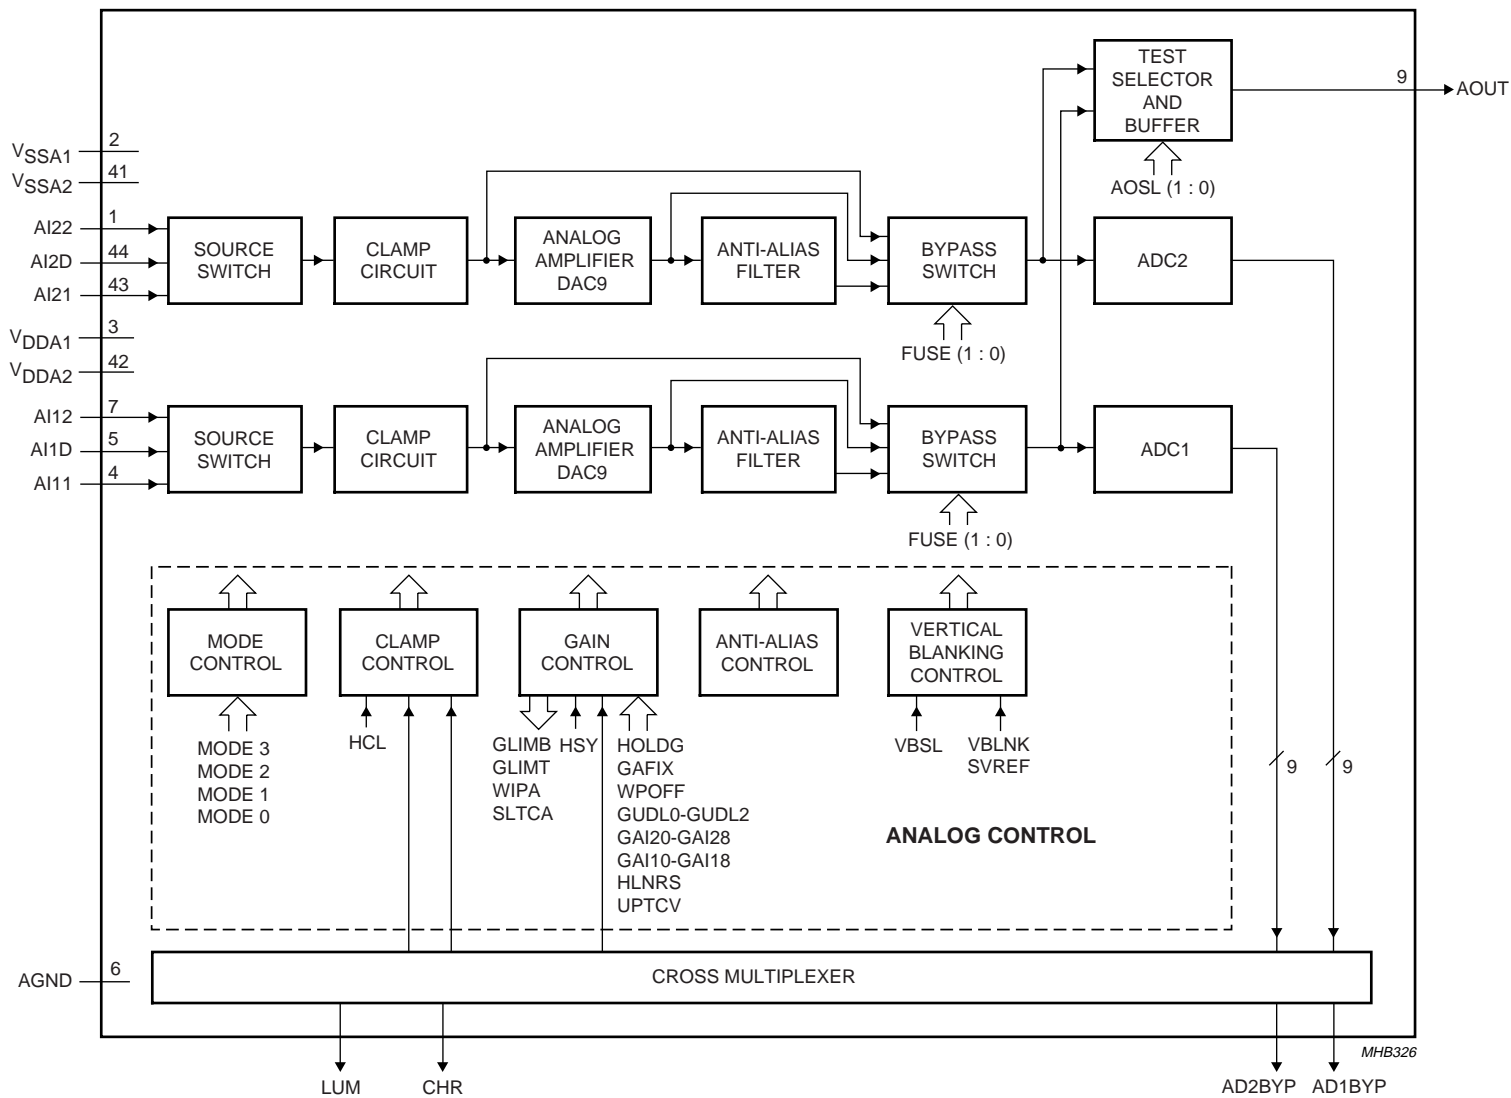 TEST
SELECTOR
AND
BUFFER
9
AOUT
AOSL (1 : 0)
VSSA1
2
VSSA2
41
AI22
1
AI2D
44
AI21
43
SOURCE
SWITCH
CLAMP
CIRCUIT
ANALOG
AMPLIFIER
DAC9
ANTI-ALIAS
FILTER
BYPASS
SWITCH
ADC2
FUSE (1 : 0)
VDDA1
3
VDDA2
42
AI12
7
AI1D
5
AI11
4
SOURCE
SWITCH
CLAMP
CIRCUIT
ANALOG
AMPLIFIER
DAC9
ANTI-ALIAS
FILTER
BYPASS
SWITCH
ADC1
FUSE (1 : 0)
MODE
CONTROL
CLAMP
CONTROL
GAIN
CONTROL
ANTI-ALIAS
CONTROL
VERTICAL
BLANKING
CONTROL
MODE 3
MODE 2
MODE 1
MODE 0
HCL
GLIMB
GLIMT
WIPA
SLTCA
HSY
HOLDG
GAFIX
WPOFF
GUDL0-GUDL2
GAI20-GAI28
GAI10-GAI18
HLNRS
UPTCV
VBSL
VBLNK
SVREF
9
9
ANALOG CONTROL
AGND
6
CROSS MULTIPLEXER
MHB326
LUM
CHR
AD2BYP
AD1BYP